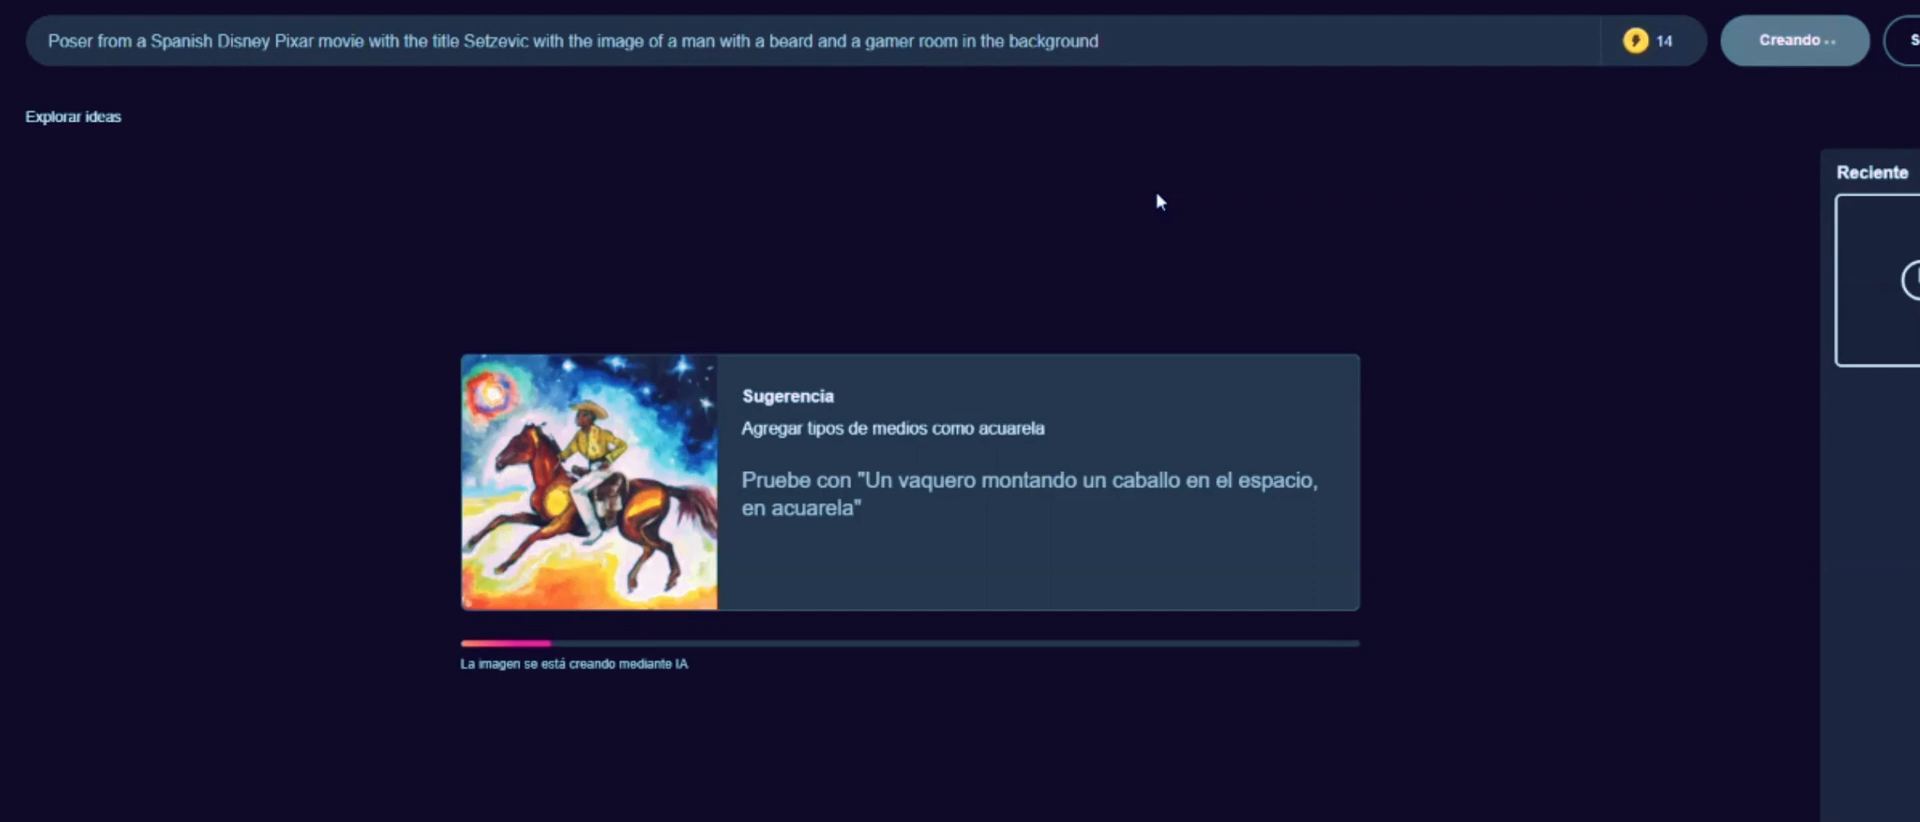 Poser from a Spanish Disney Pixar movie with the title Setzevic with the image of a man with a beard and a gamer room in the background
14
Creando
Explorar ideas
Reciente
Sugerencia
Agregar tipos de medios como acuarela
Pruebe con "Un vaquero montando un caballo en el espacio,
en acuarela"
La imagen se está creando mediante IA